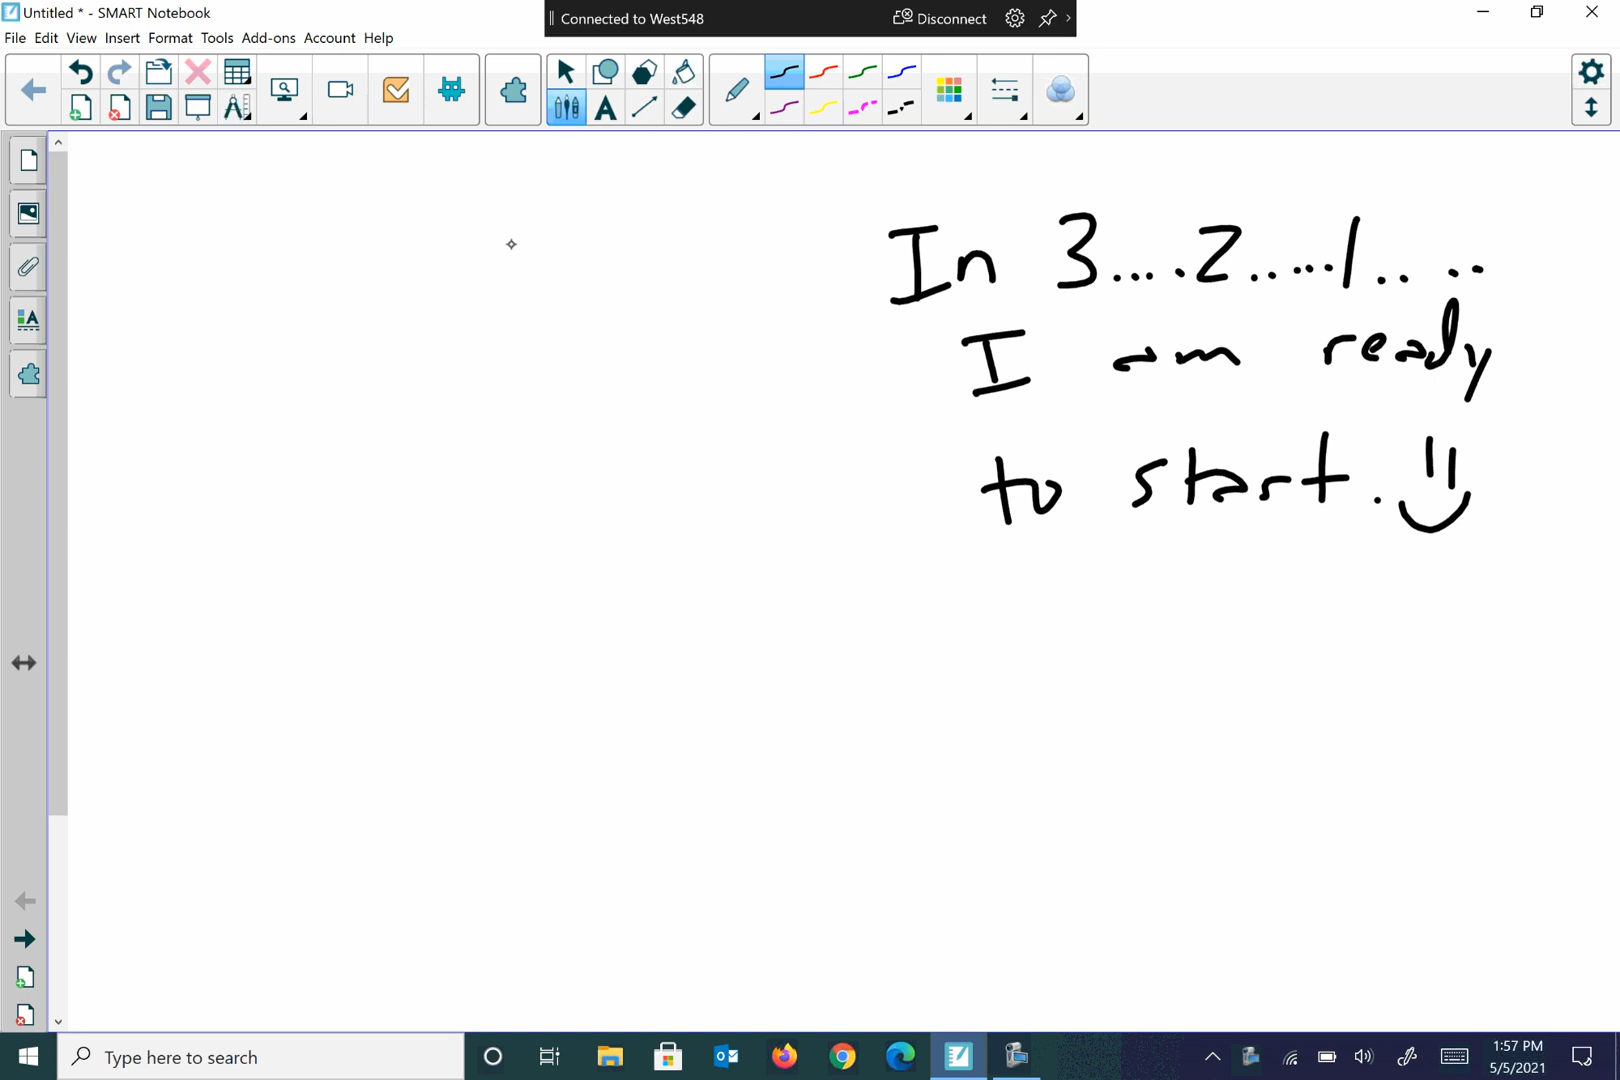 Untitled * - SMART Notebook
Connected to West548
Disconnect
File Edit View Insert Format Tools Add-ons Account Help
In 3.... 2..... 1.. ..
I am ready
to start. :)
Type here to search
1:57 PM
5/5/2021